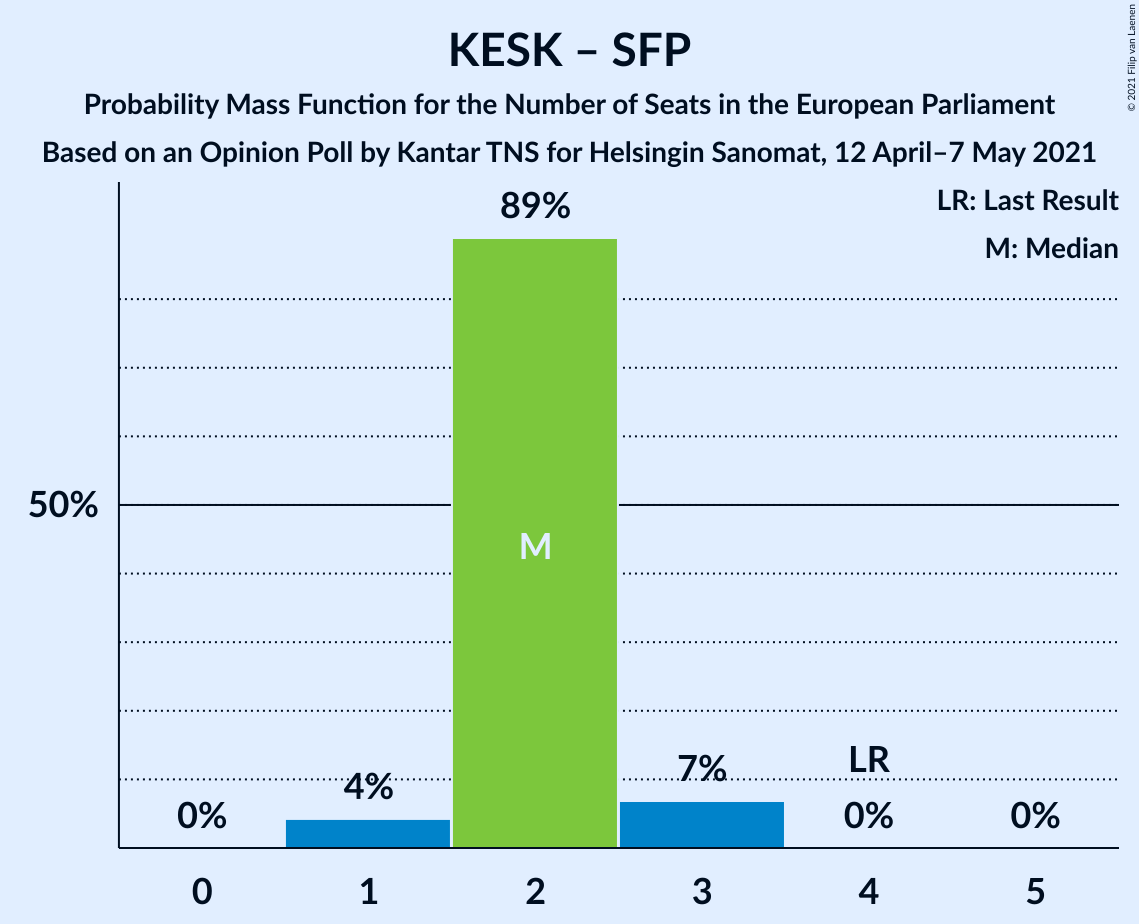 KESK – SFP
Probability Mass Function for the Number of Seats in the European Parliament
Based on an Opinion Poll by Kantar TNS for Helsingin Sanomat, 12 April–7 May 2021
© 2021 Filip van Laenen
LR: Last Result
M: Median
89%
50%
M
LR
0%
4%
7%
0%
0%
0 1 2 3 4 5